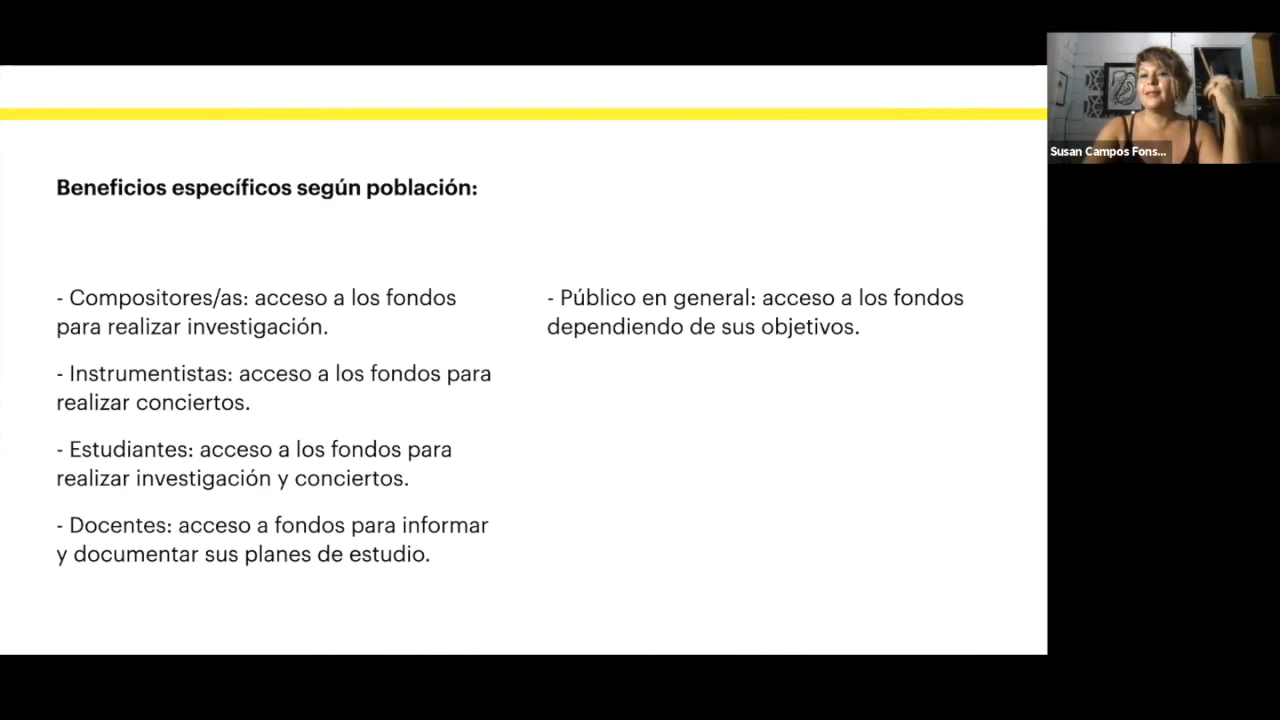 Beneficios específicos según población:
- Compositores/as: acceso a los fondos
para realizar investigación.
- Instrumentistas: acceso a los fondos para
realizar conciertos.
- Estudiantes: acceso a los fondos para
realizar investigación y conciertos.
- Docentes: acceso a fondos para informar
y documentar sus planes de estudio.
- Público en general: acceso a los fondos
dependiendo de sus objetivos.
Susan Campos Fons...